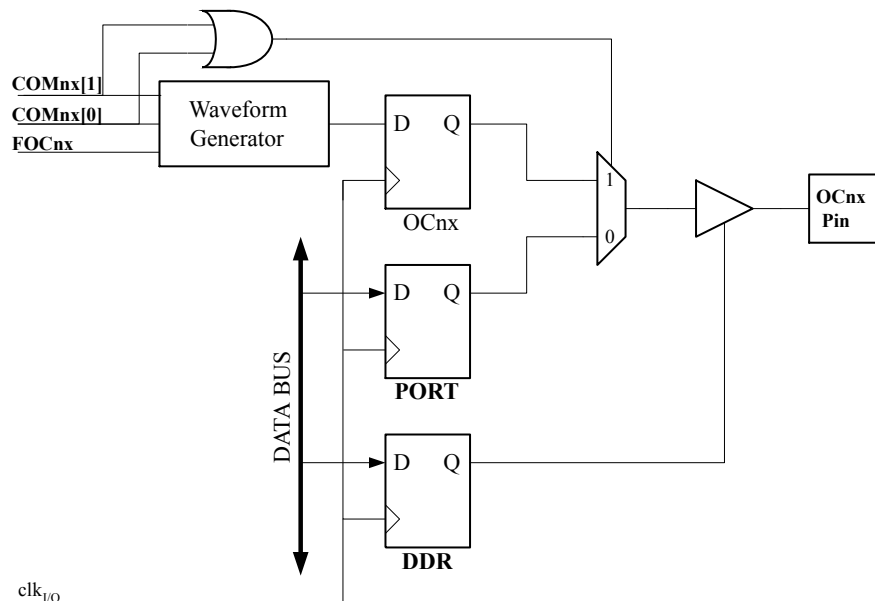 COMnx[1]
COMnx[0]
FOCnx
Waveform
Generator
D Q
OCnx
1
0
OCnx
Pin
D Q
PORT
DATA BUS
D Q
DDR
clkI/O